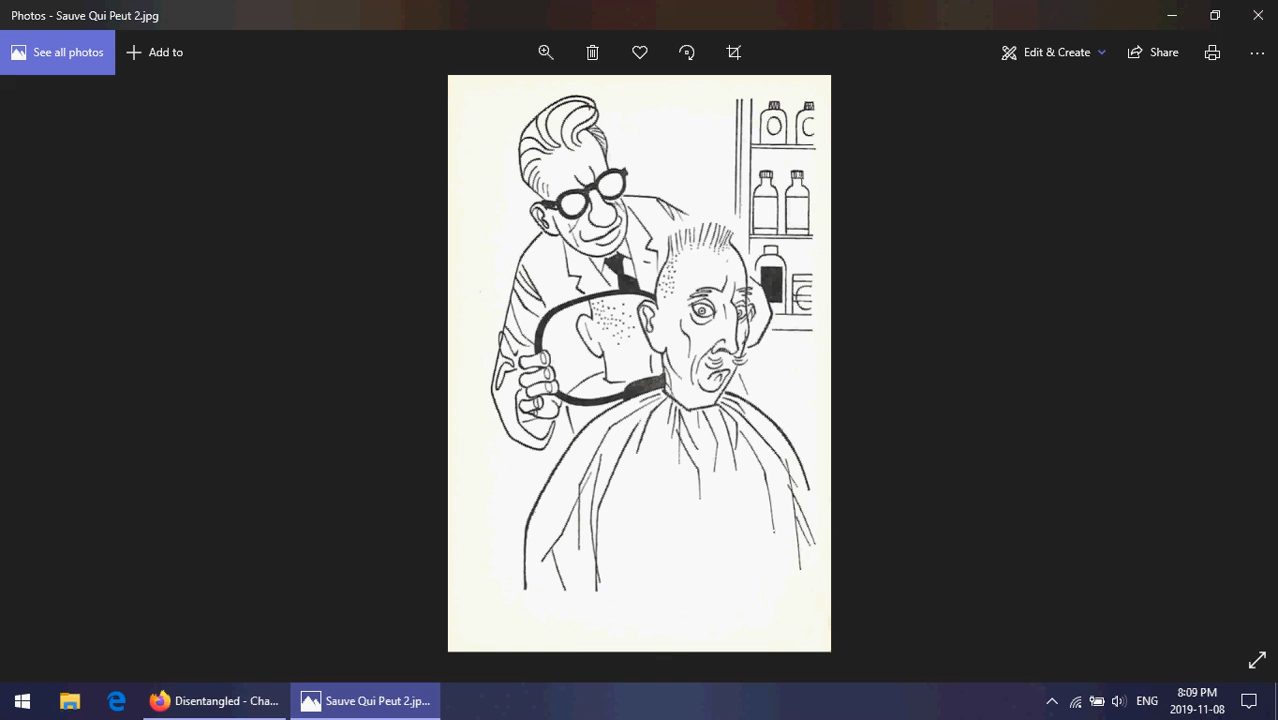 Photos - Sauve Qui Peut 2.jpg
See all photos
Add to
Edit & Create
Share
Disentangled - Cha...
Sauve Qui Peut 2.jp...
ENG
8:09 PM
2019-11-08